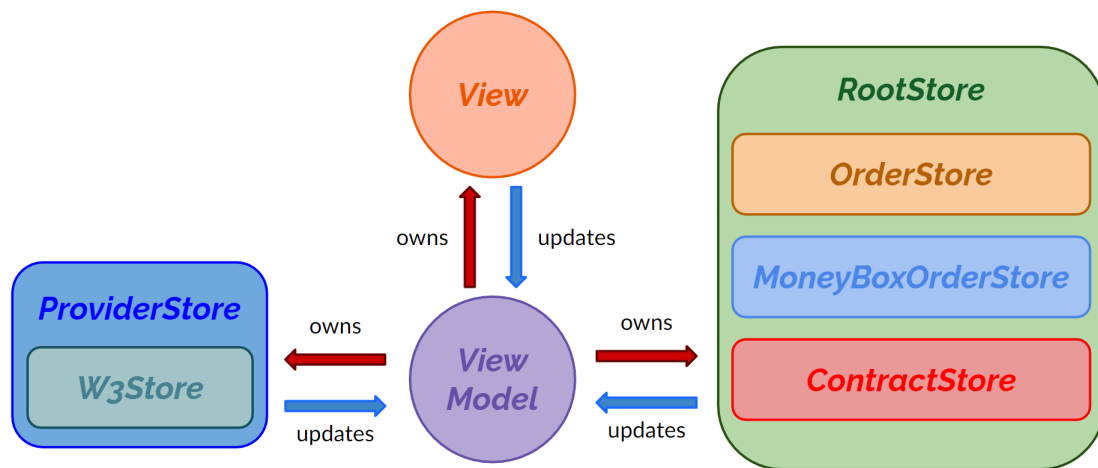 View
RootStore
OrderStore
owns
updates
MoneyBoxOrderStore
ProviderStore
owns
owns
View
Model
W3Store
ContractStore
updates
updates